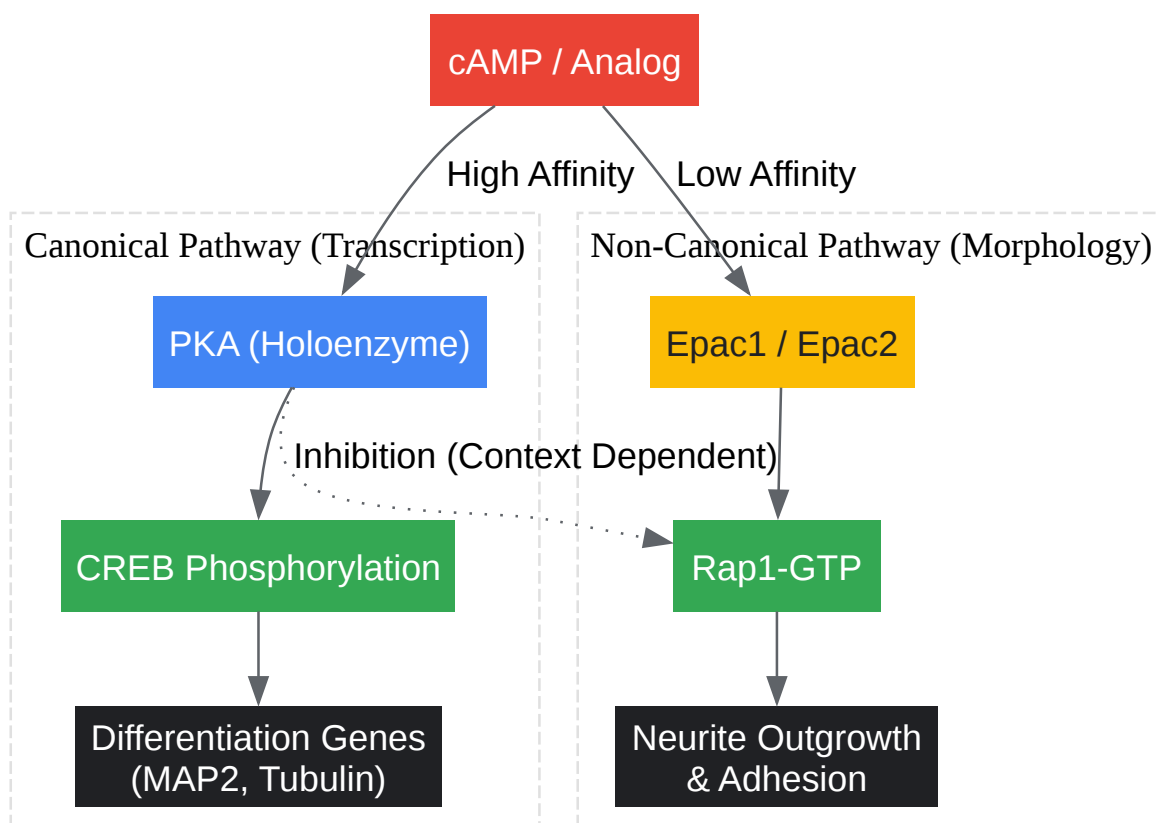 cAMP / Analog
High Affinity
Low Affinity
Canonical Pathway (Transcription)
Non-Canonical Pathway (Morphology)
PKA (Holoenzyme)
Epac1 / Epac2
Inhibition (Context Dependent)
CREB Phosphorylation
Rap1-GTP
Differentiation Genes
(MAP2, Tubulin)
Neurite Outgrowth
& Adhesion